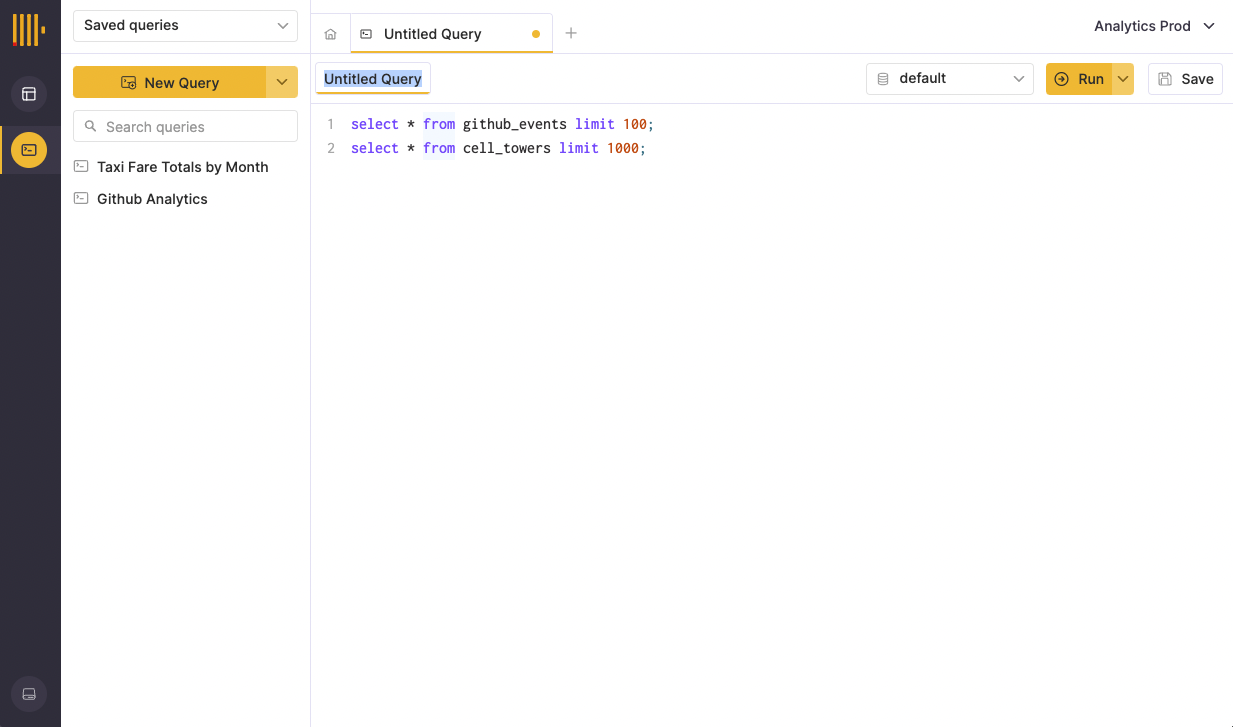 Saved queries
New Query
Search queries
Taxi Fare Totals by Month
Github Analytics
Untitled Query
Analytics Prod
Untitled Query
default
Run
Save
1 select * from github_events limit 100;
2 select * from cell_towers limit 1000;